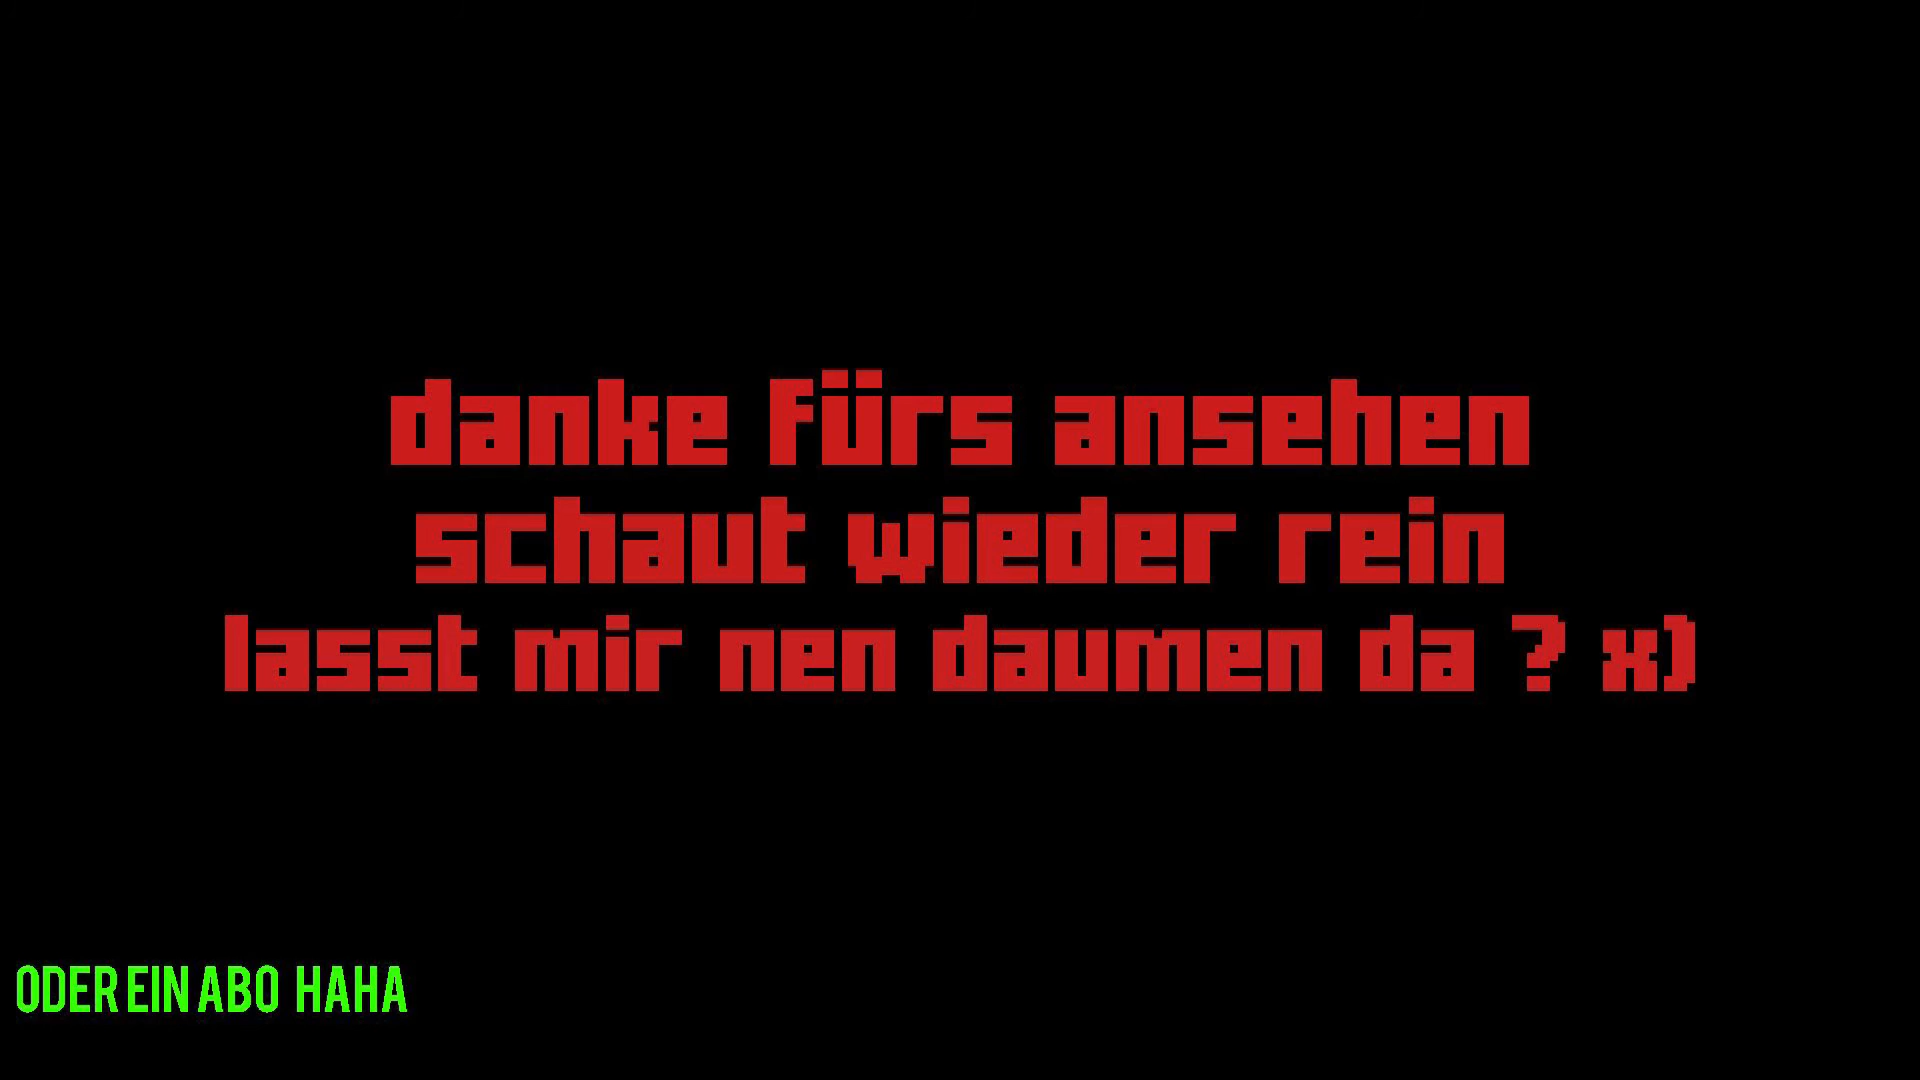 danke fürs ansehen
schaut wieder rein
lasst mir nen daumen da ? x)
ODER EIN ABO HAHA